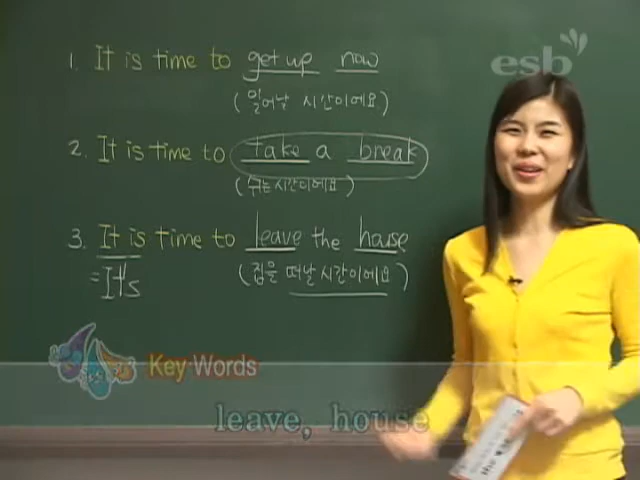 esb
1. It is time to get up now
(일어날 시간이에요)
2. It is time to take a break
(쉬는 시간이에요)
3. It is time to leave the house
= It's
(집을 떠날 시간이에요)
Key Words
leave, house